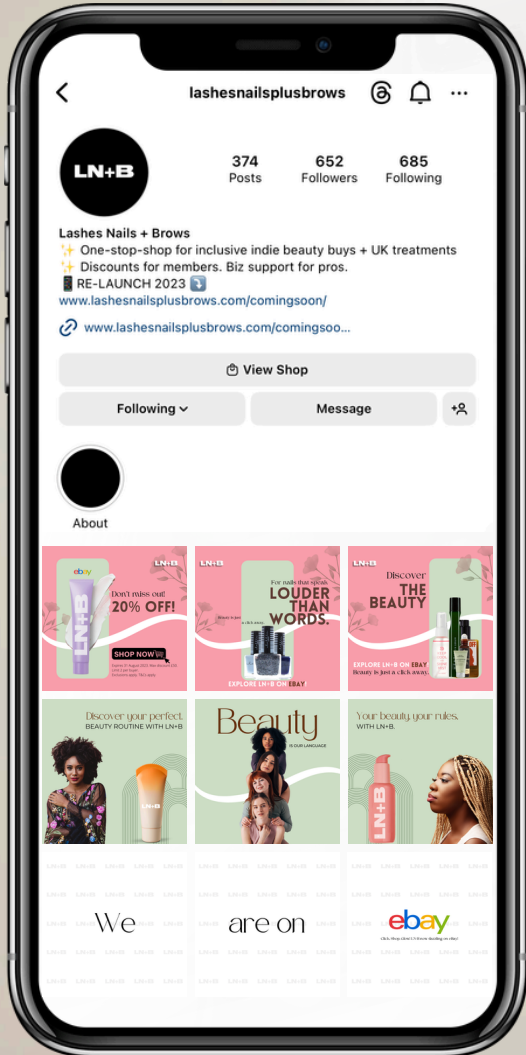 lashesnailsplusbrows
LN+B
374
652
685
Posts
Followers
Following
Lashes Nails + Brows
✨ One-stop-shop for inclusive indie beauty buys + UK treatments
✨ Discounts for members. Biz support for pros.
📱RE-LAUNCH 2023 ⤵️
www.lashesnailsplusbrows.com/comingsoon/
www.lashesnailsplusbrows.com/comingsoo...
View Shop
Following
Message
About
ebay
LN+B
Don't miss out!
20% OFF!
LN+B
SHOP NOW
LN+B
For nails that speak
LOUDER
THAN
WORDS.
a click away.
EXPLORE LN+B ON EBAY
LN+B
Discover
THE
BEAUTY
EXPLORE LN+B ON EBAY
Beauty is just a click away.
Discover your perfect
BEAUTY ROUTINE WITH LN+B
LN+B
Beauty
IS OUR LANGUAGE
Your beauty, your rules,
WITH LN+B.
LN+B
We
are on
ebay